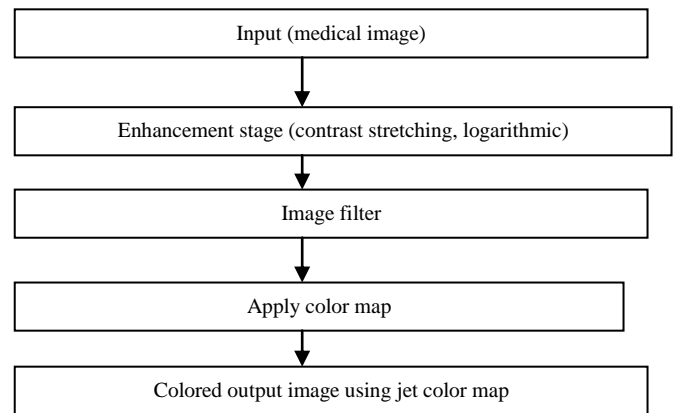 Input (medical image)
Enhancement stage (contrast stretching, logarithmic)
Image filter
Apply color map
Colored output image using jet color map